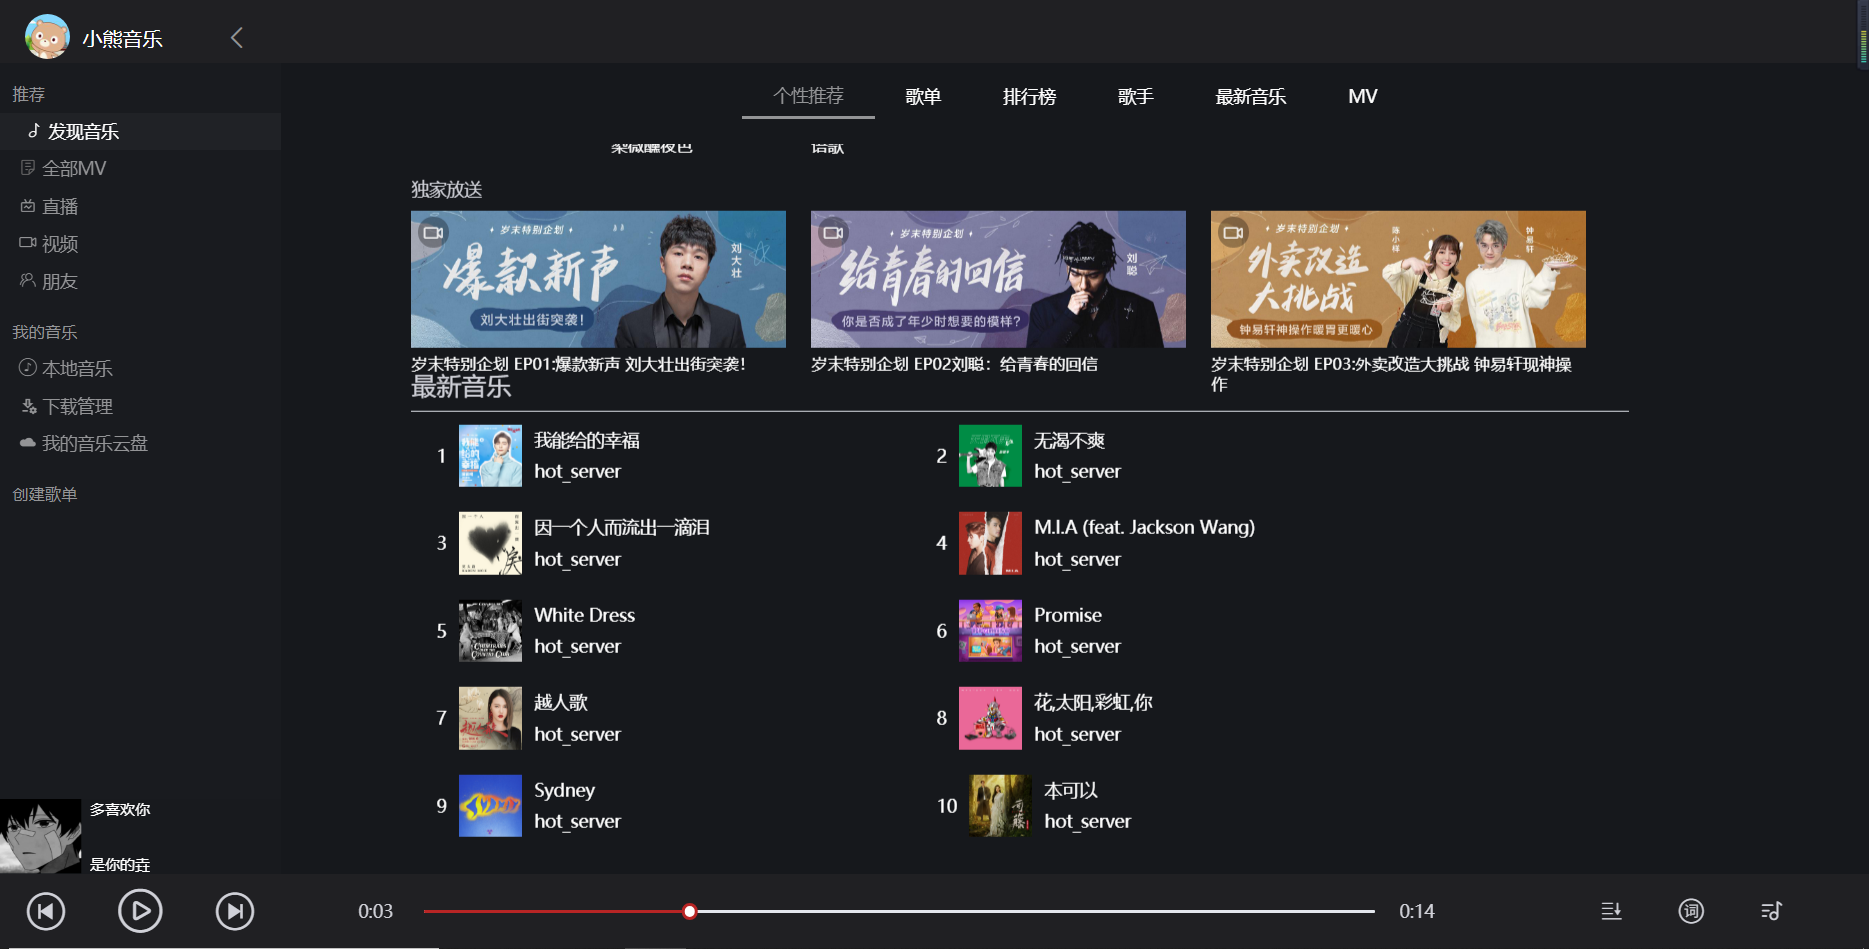 小熊音乐
推荐
发现音乐
全部MV
直播
视频
朋友
我的音乐
本地音乐
下载管理
我的音乐云盘
创建歌单
个性推荐 歌单 排行榜 歌手 最新音乐 MV
语歌
独家放送
岁末特别企划
爆款新声
刘大壮
刘大壮出街突袭!
岁末特别企划 EP01:爆款新声 刘大壮出街突袭!
岁末特别企划
给青春的回信
刘聪
你是否成了年少时想要的模样?
岁末特别企划 EP02刘聪：给青春的回信
岁末特别企划
外卖改造
大挑战
陈小样
钟易轩
钟易轩神操作暖胃更暖心
岁末特别企划 EP03:外卖改造大挑战 钟易轩现神操
作
最新音乐
1 我能给的幸福
hot_server
2 无渴不爽
hot_server
3 因一个人而流出一滴泪
hot_server
4 M.I.A (feat. Jackson Wang)
hot_server
5 White Dress
hot_server
6 Promise
hot_server
7 越人歌
hot_server
8 花,太阳,彩虹,你
hot_server
9 Sydney
hot_server
10 本可以
hot_server
多喜欢你
是你的垚
0:03 0:14
词